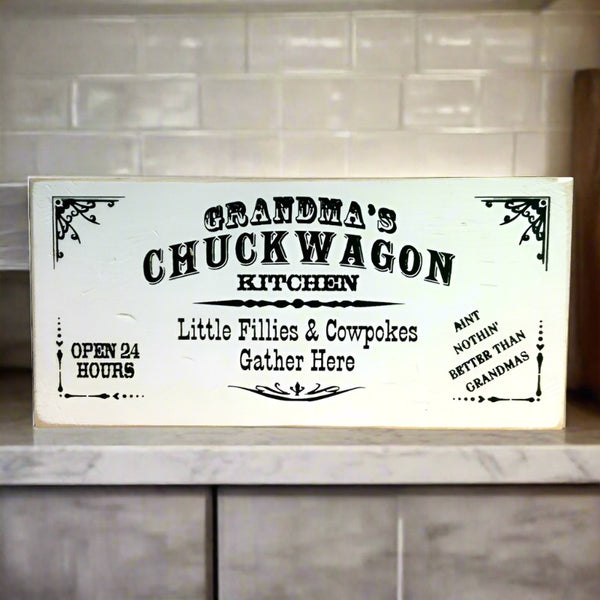 GRANDMA'S
CHUCKWAGON
KITCHEN
Little Fillies & Cowpokes
Gather Here
OPEN 24
HOURS
AINT
NOTHIN'
BETTER THAN
GRANDMAS